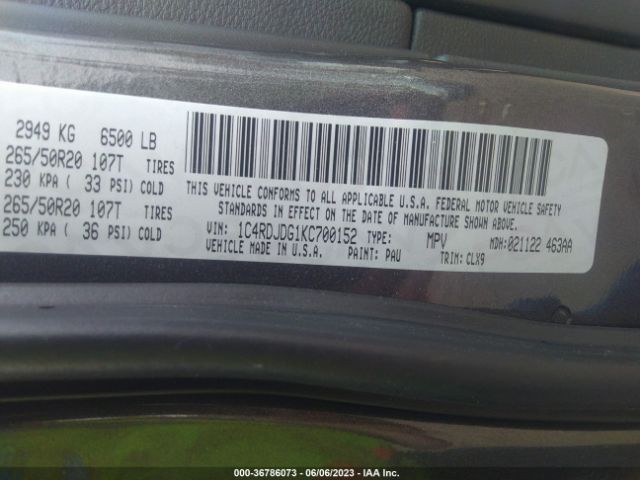 2949 KG 6500 LB
265/50R20 107T TIRES
230 KPA ( 33 PSI) COLD
265/50R20 107T TIRES
250 KPA ( 36 PSI) COLD
THIS VEHICLE CONFORMS TO ALL APPLICABLE U.S.A. FEDERAL MOTOR VEHICLE SAFETY
STANDARDS IN EFFECT ON THE DATE OF MANUFACTURE SHOWN ABOVE.
VIN: 1C4RDJDG1KC700152 TYPE: MPV MDH:021122 463AA
VEHICLE MADE IN U.S.A. PAINT: PAU TRIM: CLX9
000-36786073 - 06/06/2023 - IAA Inc.